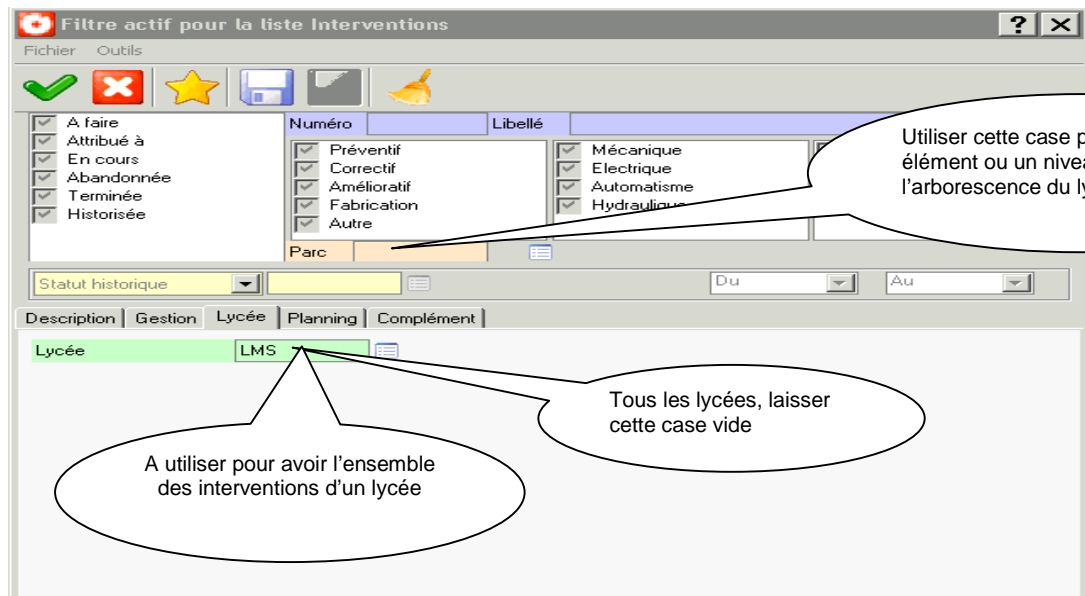 Filtre actif pour la liste Interventions
Fichier Outils
A faire
Attribué à
En cours
Abandonnée
Terminée
Historisée
Numéro Libellé
Préventif
Correctif
Amélioratif
Fabrication
Autre
Mécanique
Electrique
Automatisme
Hydraulique
Parc
Utiliser cette case
élément ou un
l'arborescence du
Statut historique Du Au
Description Gestion Lycée Planning Complément
Lycée LMS
Tous les lycées, laisser
cette case vide
A utiliser pour avoir l'ensemble
des interventions d'un lycée